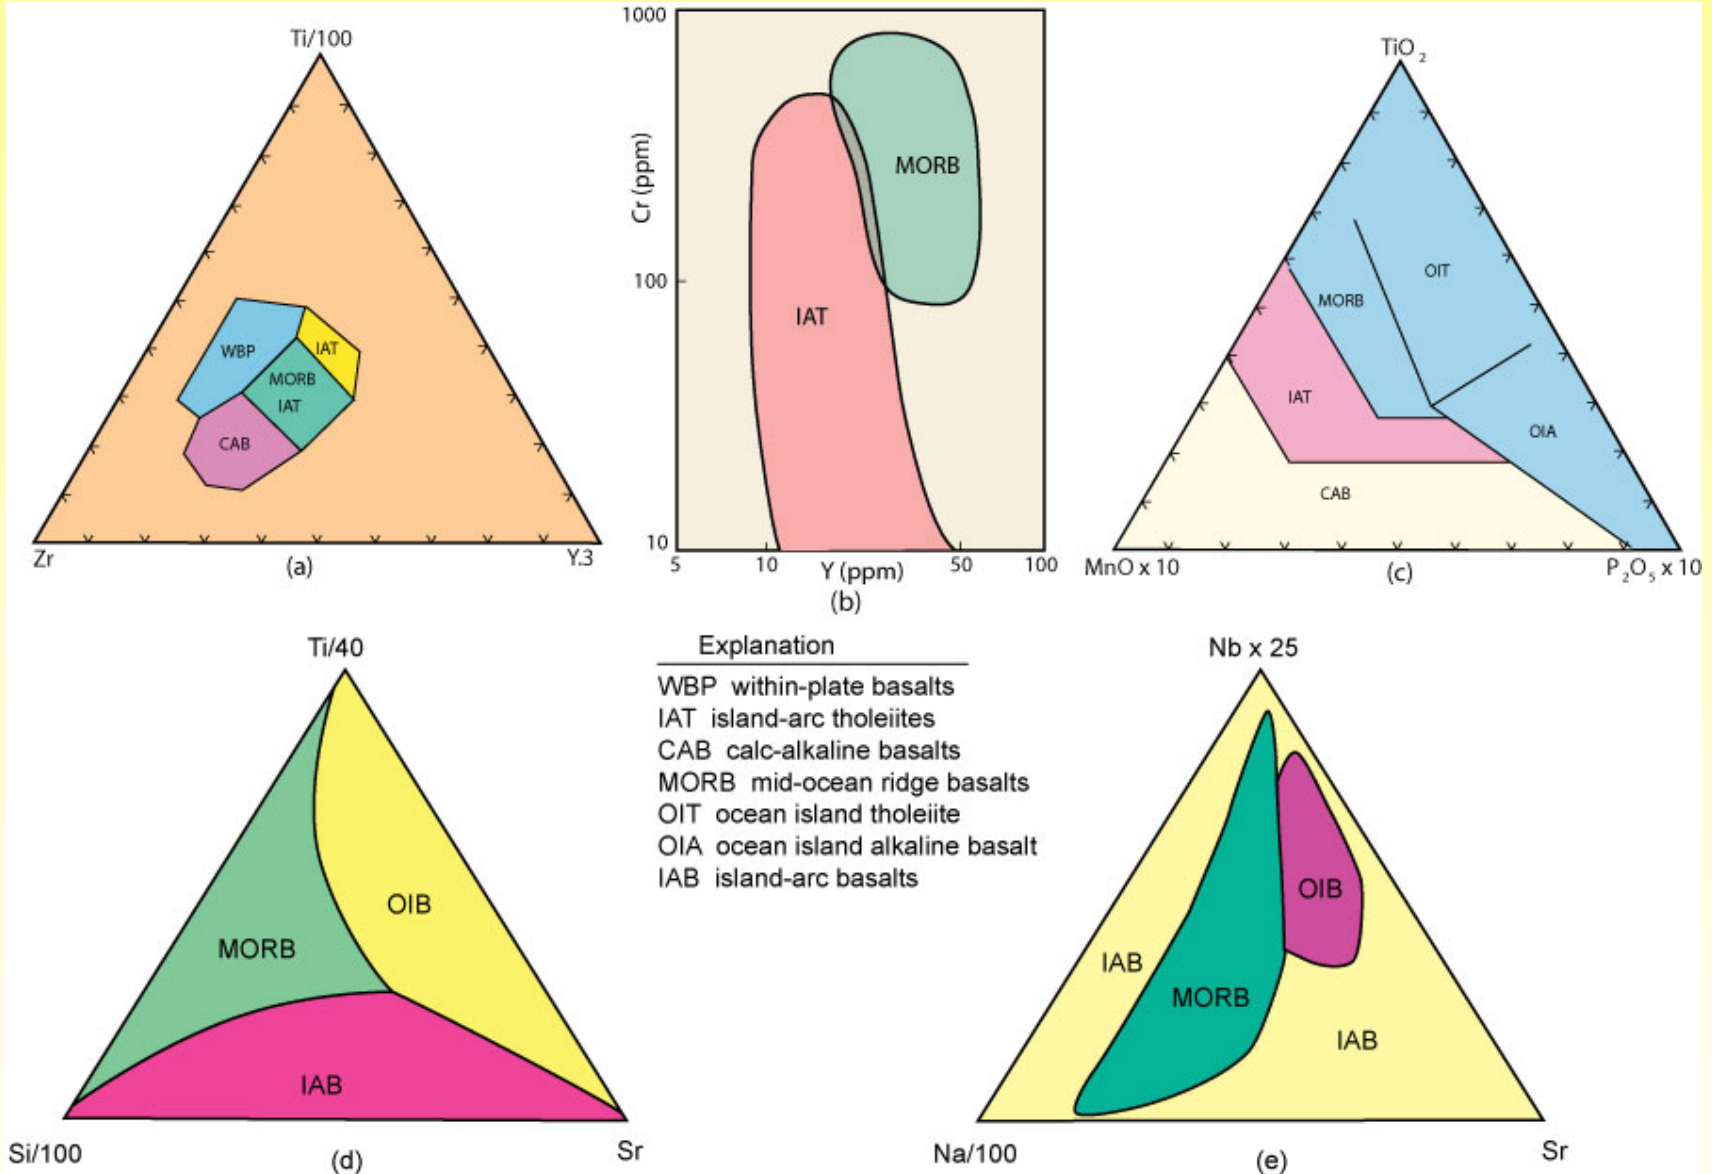 Ti/100
WBP
IAT
MORB
IAT
CAB
Zr
Y.3
(a)
1000
Cr (ppm)
100
10
MORB
IAT
5
10
Y (ppm)
50
100
(b)
TiO2
OIT
MORB
IAT
OIA
CAB
MnO x 10
P2O5 x 10
(c)
Ti/40
OIB
MORB
IAB
Si/100
Sr
(d)
Explanation
WBP within-plate basalts
IAT island-arc tholeiites
CAB calc-alkaline basalts
MORB mid-ocean ridge basalts
OIT ocean island tholeiite
OIA ocean island alkaline basalt
IAB island-arc basalts
Nb x 25
OIB
IAB
MORB
IAB
Na/100
Sr
(e)